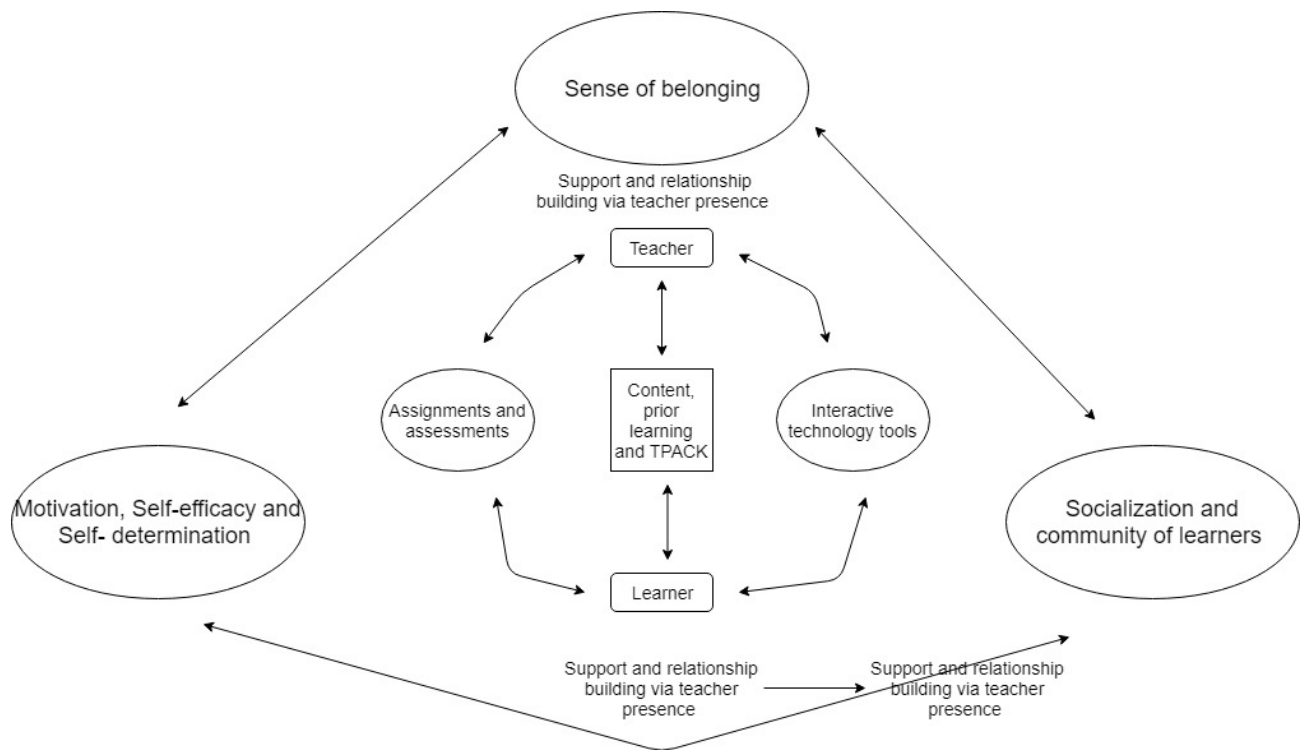 Sense of belonging
Support and relationship
building via teacher presence
Teacher
Assignments and
assessments
Content,
prior
learning
and TPACK
Interactive
technology tools
Motivation, Self-efficacy and
Self- determination
Socialization and
community of learners
Learner
Support and relationship
building via teacher
presence
Support and relationship
building via teacher
presence